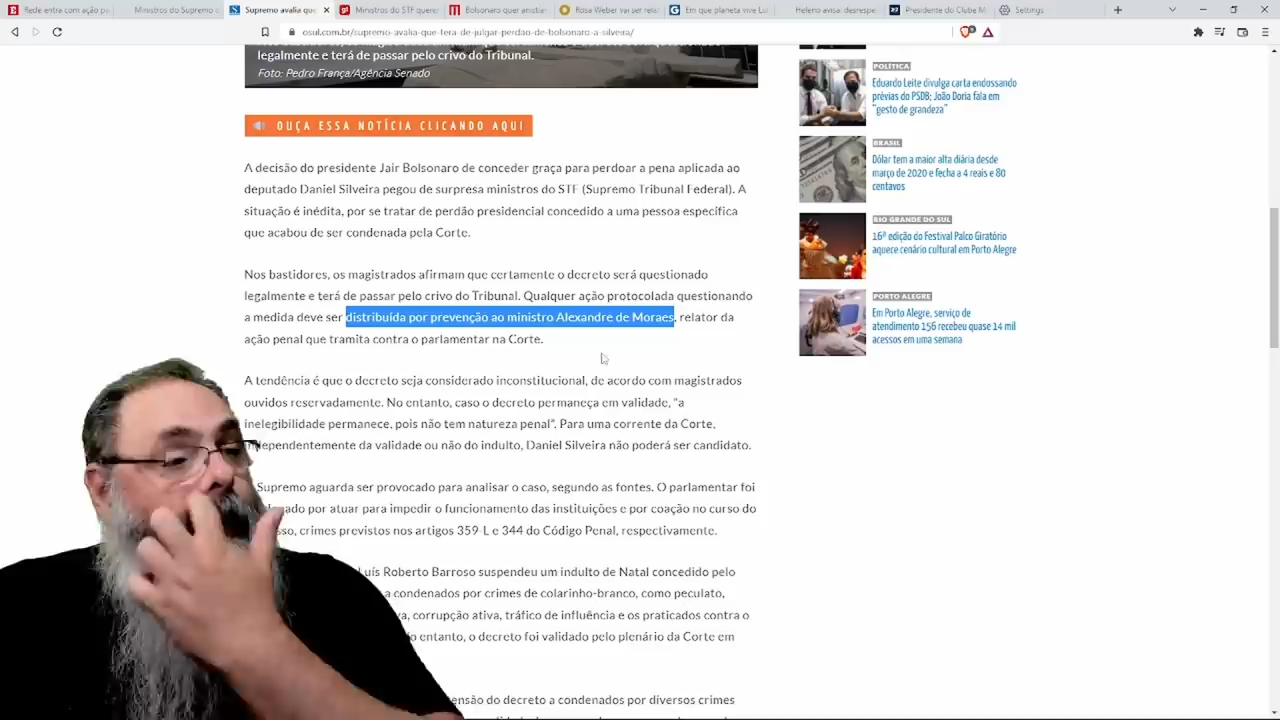 Rede entra com ação pa
Ministros do Supremo c
Supremo avalia que
Ministros do STF quere
Bolsonaro quer anistiar
Rosa Weber vai ser relat
Em que planeta vive Luí
Heleno avisa: desrespe
Presidente do Clube M
Settings
osul.com.br/supremo-avalia-que-tera-de-julgar-perdao-de-bolsonaro-a-silveira/
legalmente e terá de passar pelo crivo do Tribunal.
Foto: Pedro França/Agência Senado
OUÇA ESSA NOTÍCIA CLICANDO AQUI
A decisão do presidente Jair Bolsonaro de conceder graça para perdoar a pena aplicada ao
deputado Daniel Silveira pegou de surpresa ministros do STF (Supremo Tribunal Federal). A
situação é inédita, por se tratar de perdão presidencial concedido a uma pessoa específica
que acabou de ser condenada pela Corte.
Nos bastidores, os magistrados afirmam que certamente o decreto será questionado
legalmente e terá de passar pelo crivo do Tribunal. Qualquer ação protocolada questionando
a medida deve ser distribuída por prevenção ao ministro Alexandre de Moraes, relator da
ação penal que tramita contra o parlamentar na Corte.
A tendência é que o decreto seja considerado inconstitucional, de acordo com magistrados
ouvidos reservadamente. No entanto, caso o decreto permaneça em validade, “a
inelegibilidade permanece, pois não tem natureza penal”. Para uma corrente da Corte,
independentemente da validade ou não do indulto, Daniel Silveira não poderá ser candidato.
Supremo aguarda ser provocado para analisar o caso, segundo as fontes. O parlamentar foi
por atuar para impedir o funcionamento das instituições e por coação no curso do
crimes previstos nos artigos 359-L e 344 do Código Penal, respectivamente.
Luís Roberto Barroso suspendeu um indulto de Natal concedido pelo
a condenados por crimes de colarinho-branco, como peculato,
corrupção ativa, tráfico de influência e os praticados contra o
entanto, o decreto foi validado pelo plenário da Corte em
do decreto a condenados por diversos crimes
POLÍTICA
Eduardo Leite divulga carta endossando
prévias do PSDB; João Doria fala em
“gesto de grandeza”
BRASIL
Dólar tem a maior alta diária desde
março de 2020 e fecha a 4 reais e 80
centavos
RIO GRANDE DO SUL
16ª edição do Festival Palco Giratório
aquece cenário cultural em Porto Alegre
PORTO ALEGRE
Em Porto Alegre, serviço de
atendimento 156 recebeu quase 14 mil
acessos em uma semana